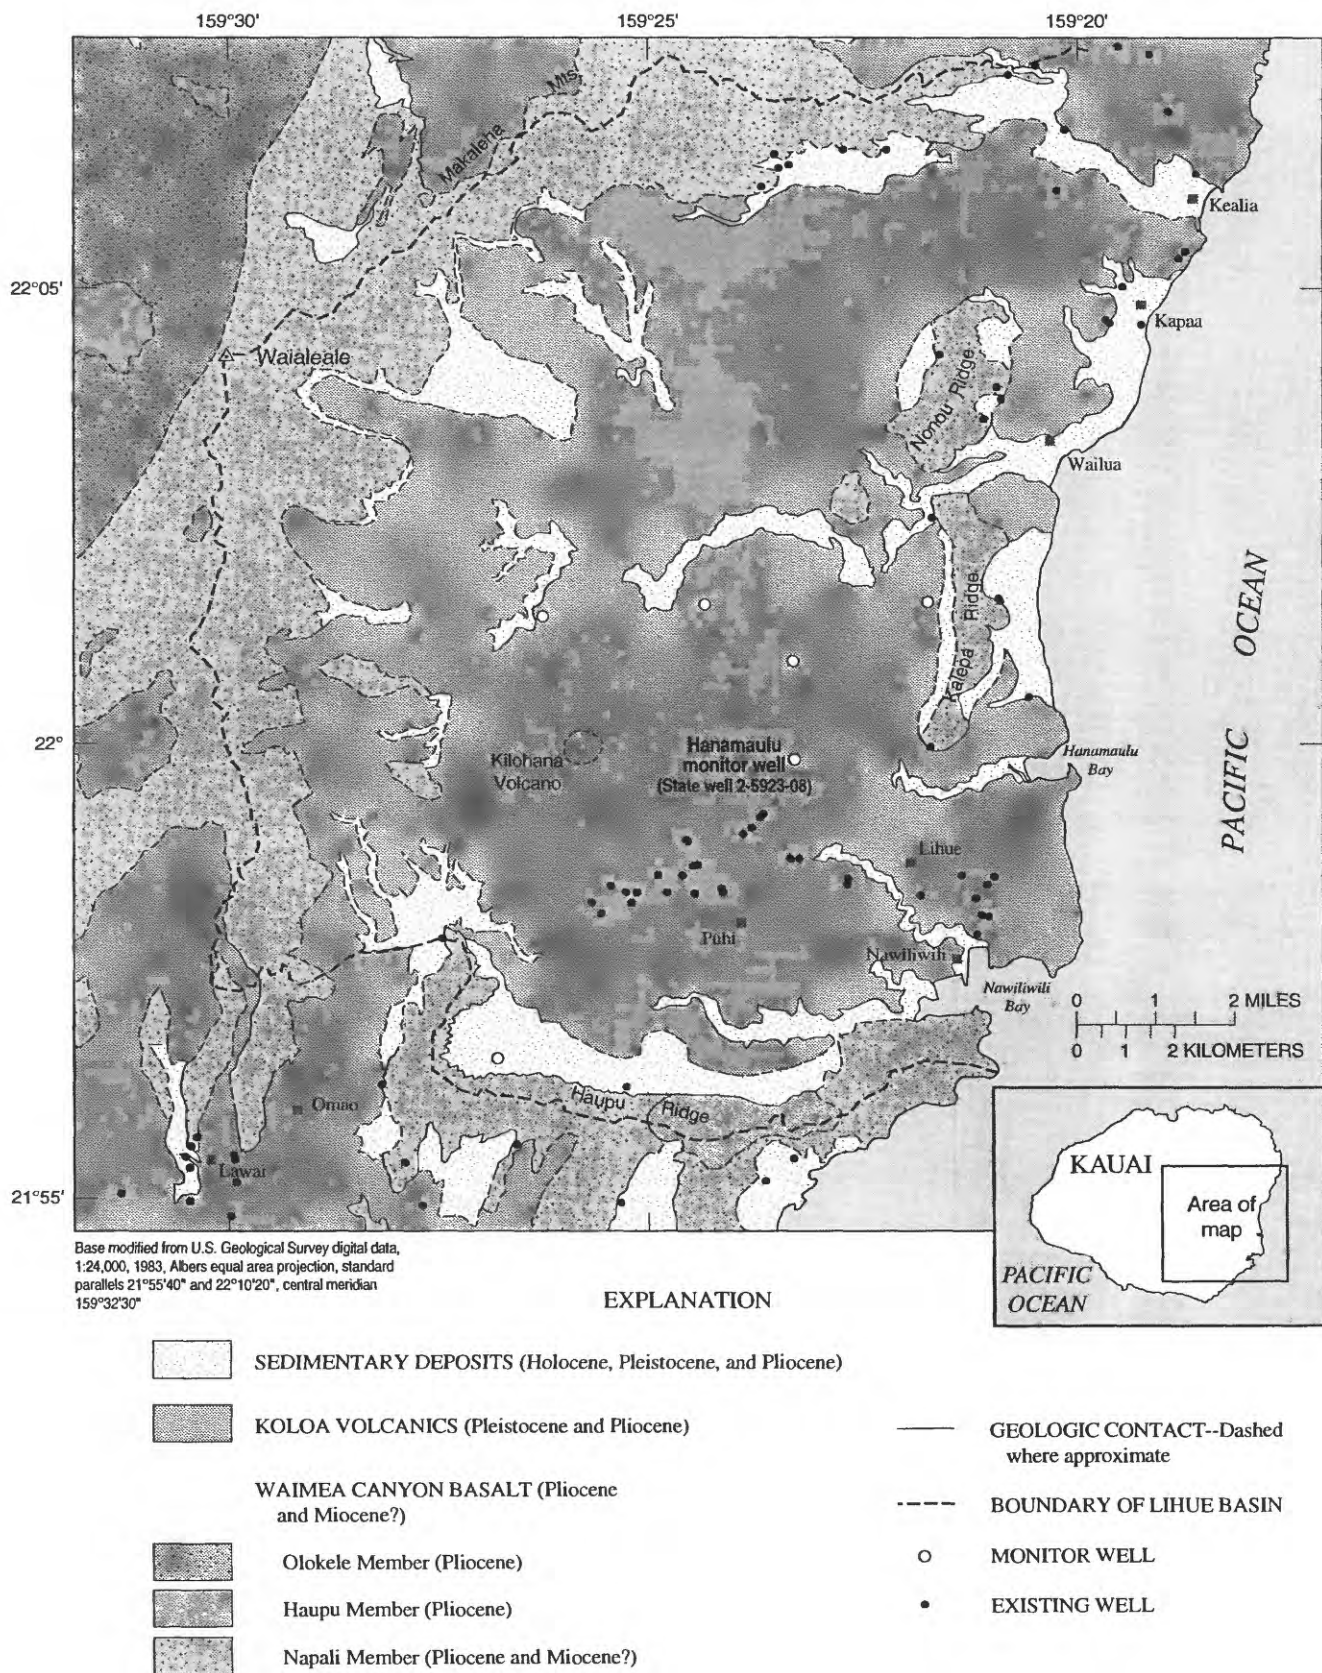 159°30'
159°25'
159°20'
Makaleha
Mts.
Kealia
22°05'
Kapaa
Waialeale
Nonou Ridge
Wailua
Kalepa Ridge
PACIFIC OCEAN
22°
Kilohana
Volcano
Hanamaulu
monitor well
(State well 2-5923-08)
Hanamaulu
Bay
Lihue
Puhi
Nawiliwili
Nawiliwili
Bay
0 1 2 MILES
0 1 2 KILOMETERS
Haupu Ridge
Omao
Lawai
21°55'
KAUAI
Area of
map
PACIFIC
OCEAN
Base modified from U.S. Geological Survey digital data,
1:24,000, 1983, Albers equal area projection, standard
parallels 21°55'40" and 22°10'20", central meridian
159°32'30"
EXPLANATION
SEDIMENTARY DEPOSITS (Holocene, Pleistocene, and Pliocene)
KOLOA VOLCANICS (Pleistocene and Pliocene)
WAIMEA CANYON BASALT (Pliocene
and Miocene?)
Olokele Member (Pliocene)
Haupu Member (Pliocene)
Napali Member (Pliocene and Miocene?)
GEOLOGIC CONTACT--Dashed
where approximate
BOUNDARY OF LIHUE BASIN
MONITOR WELL
EXISTING WELL